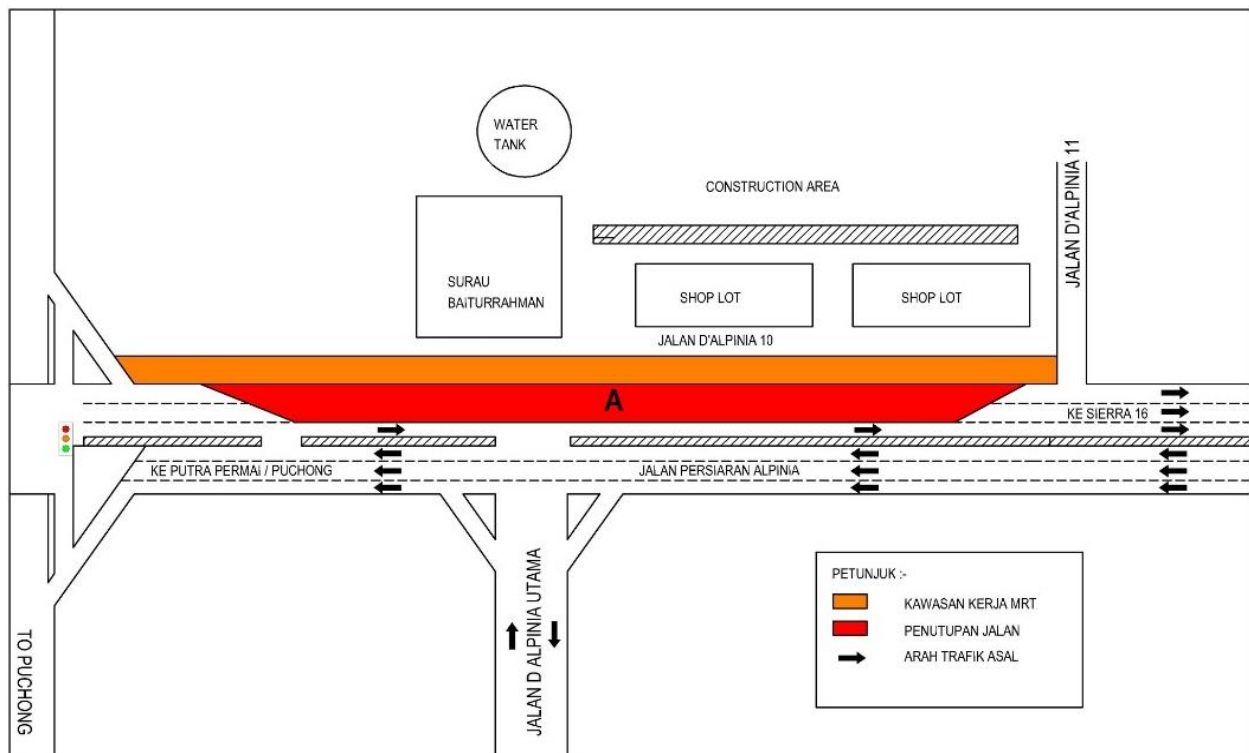 WATER
TANK
CONSTRUCTION AREA
JALAN D'ALPINIA 11
SURAU
BAiTURRAHMAN
SHOP LOT
SHOP LOT
JALAN D'ALPINIA 10
A
KE SIERRA 16
KE PUTRA PERMAi / PUCHONG
JALAN PERSIARAN ALPINiA
JALAN D ALPINIA UTAMA
TO PUCHONG
PETUNJUK :-
KAWASAN KERJA MRT
PENUTUPAN JALAN
ARAH TRAFIK ASAL